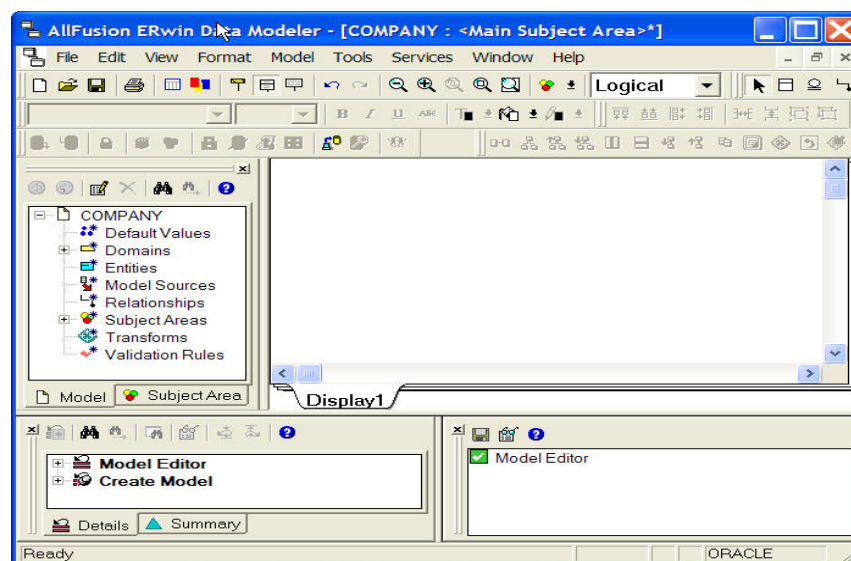 AllFusion ERwin Data Modeler - [COMPANY : <Main Subject Area>*]
File Edit View Format Model Tools Services Window Help
Logical
B I U ABC
COMPANY
Default Values
Domains
Entities
Model Sources
Relationships
Subject Areas
Transforms
Validation Rules
Model Subject Area
Display1
Model Editor
Create Model
Details Summary
Model Editor
Ready ORACLE